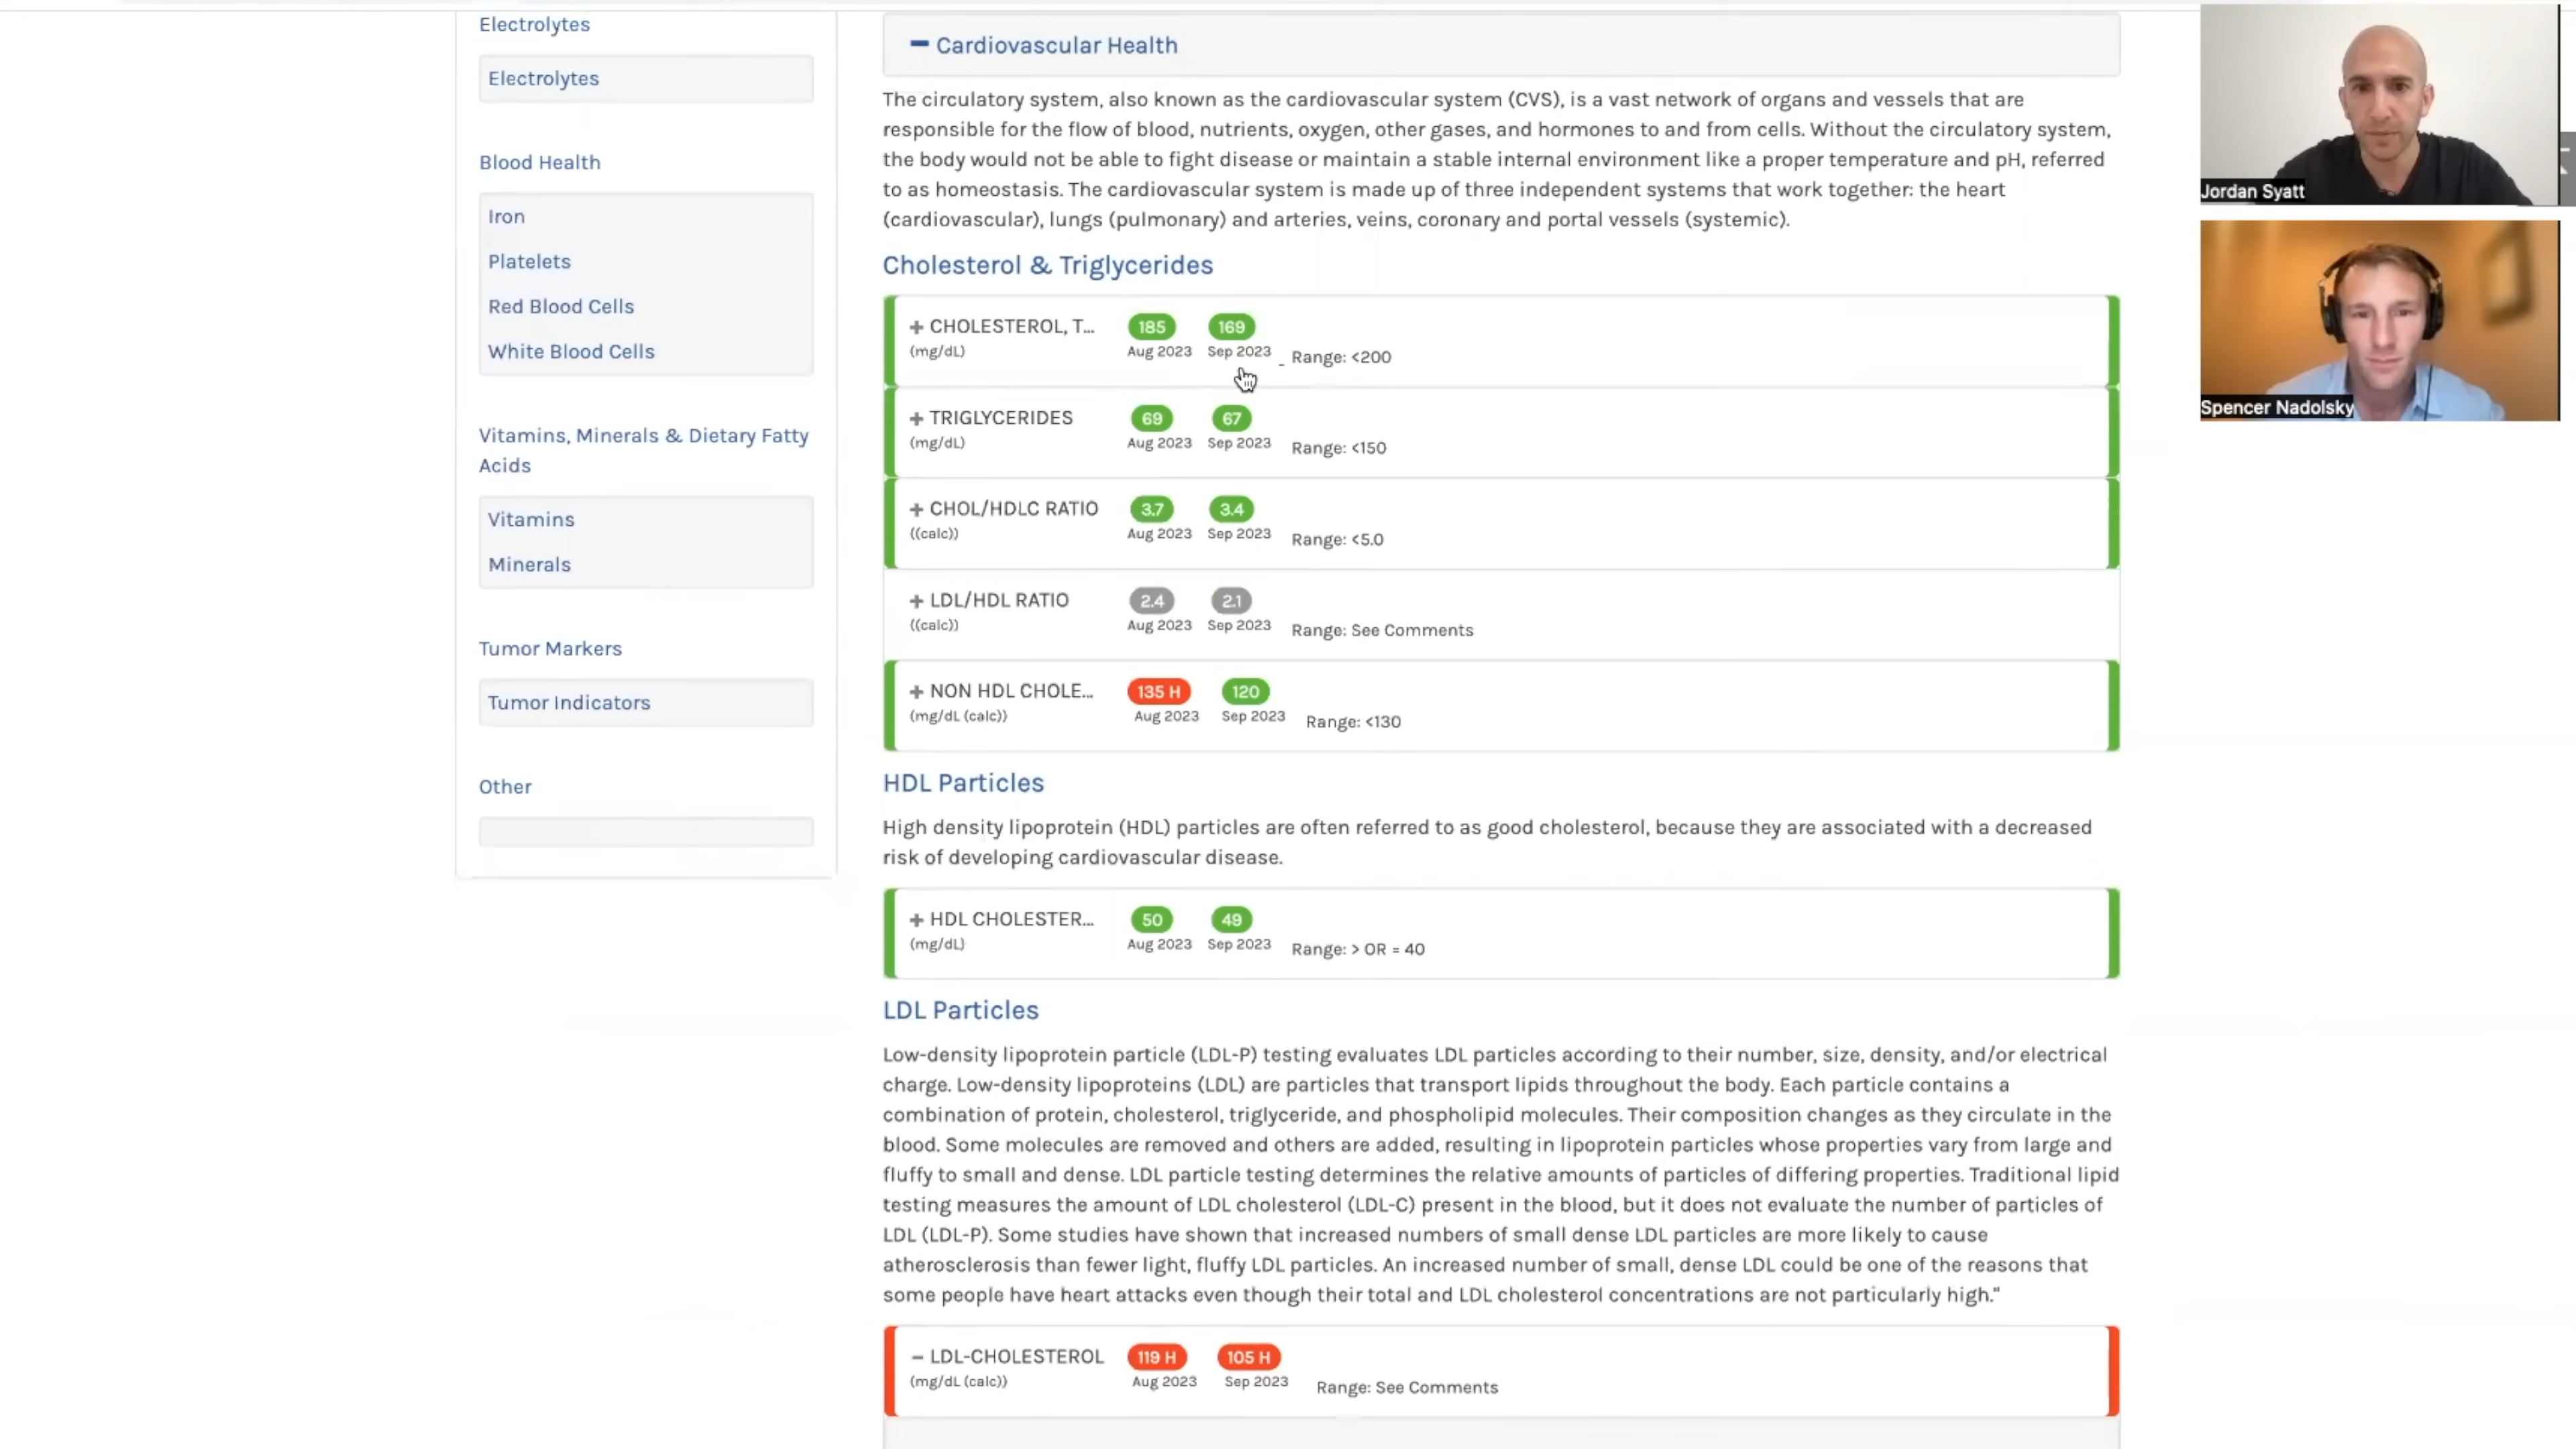 Electrolytes
Electrolytes
Blood Health
Iron
Platelets
Red Blood Cells
White Blood Cells
Vitamins, Minerals & Dietary Fatty
Acids
Vitamins
Minerals
Tumor Markers
Tumor Indicators
Other
Cardiovascular Health
The circulatory system, also known as the cardiovascular system (CVS), is a vast network of organs and vessels that are
responsible for the flow of blood, nutrients, oxygen, other gases, and hormones to and from cells. Without the circulatory system,
the body would not be able to fight disease or maintain a stable internal environment like a proper temperature and pH, referred
to as homeostasis. The cardiovascular system is made up of three independent systems that work together: the heart
(cardiovascular), lungs (pulmonary) and arteries, veins, coronary and portal vessels (systemic).
Cholesterol & Triglycerides
+ CHOLESTEROL, T... 185 169
(mg/dL) Aug 2023 Sep 2023 - Range: <200
+ TRIGLYCERIDES 69 67
(mg/dL) Aug 2023 Sep 2023 Range: <150
+ CHOL/HDLC RATIO 3.7 3.4
((calc)) Aug 2023 Sep 2023 Range: <5.0
+ LDL/HDL RATIO 2.4 2.1
((calc)) Aug 2023 Sep 2023 Range: See Comments
+ NON HDL CHOLE... 135 H 120
(mg/dL (calc)) Aug 2023 Sep 2023 Range: <130
HDL Particles
High density lipoprotein (HDL) particles are often referred to as good cholesterol, because they are associated with a decreased
risk of developing cardiovascular disease.
+ HDL CHOLESTER... 50 49
(mg/dL) Aug 2023 Sep 2023 Range: > OR = 40
LDL Particles
Low-density lipoprotein particle (LDL-P) testing evaluates LDL particles according to their number, size, density, and/or electrical
charge. Low-density lipoproteins (LDL) are particles that transport lipids throughout the body. Each particle contains a
combination of protein, cholesterol, triglyceride, and phospholipid molecules. Their composition changes as they circulate in the
blood. Some molecules are removed and others are added, resulting in lipoprotein particles whose properties vary from large and
fluffy to small and dense. LDL particle testing determines the relative amounts of particles of differing properties. Traditional lipid
testing measures the amount of LDL cholesterol (LDL-C) present in the blood, but it does not evaluate the number of particles of
LDL (LDL-P). Some studies have shown that increased numbers of small dense LDL particles are more likely to cause
atherosclerosis than fewer light, fluffy LDL particles. An increased number of small, dense LDL could be one of the reasons that
some people have heart attacks even though their total and LDL cholesterol concentrations are not particularly high."
– LDL-CHOLESTEROL 119 H 105 H
(mg/dL (calc)) Aug 2023 Sep 2023 Range: See Comments
Jordan Syatt
Spencer Nadolsky